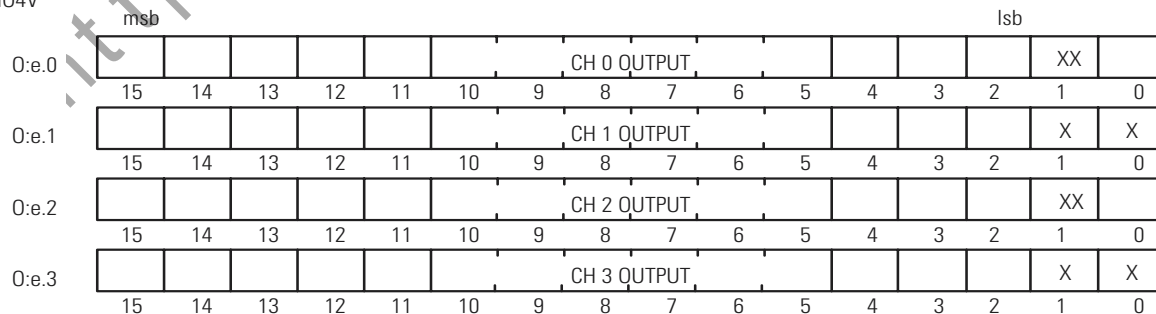 msb lsb
O:e.0 CH 0 OUTPUT XX
15 14 13 12 11 10 9 8 7 6 5 4 3 2 1 0
O:e.1 CH 1 OUTPUT X X
15 14 13 12 11 10 9 8 7 6 5 4 3 2 1 0
O:e.2 CH 2 OUTPUT XX
15 14 13 12 11 10 9 8 7 6 5 4 3 2 1 0
O:e.3 CH 3 OUTPUT X X
15 14 13 12 11 10 9 8 7 6 5 4 3 2 1 0